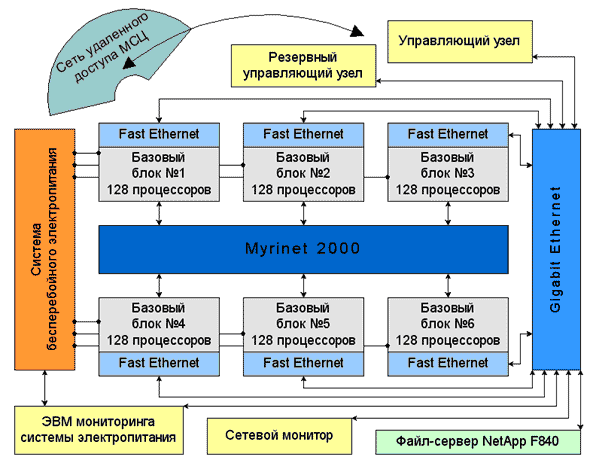 Сеть удаленного
доступа МСЦ
Управляющий узел
Резервный
управляющий узел
Fast Ethernet
Fast Ethernet
Fast Ethernet
Базовый
блок №1
128 процессоров
Базовый
блок №2
128 процессоров
Базовый
блок №3
128 процессоров
Система
бесперебойного электропитания
Myrinet 2000
Gigabit Ethernet
Базовый
блок №4
128 процессоров
Базовый
блок №5
128 процессоров
Базовый
блок №6
128 процессоров
Fast Ethernet
Fast Ethernet
Fast Ethernet
ЭВМ мониторинга
системы электропитания
Сетевой монитор
Файл-сервер NetApp F840